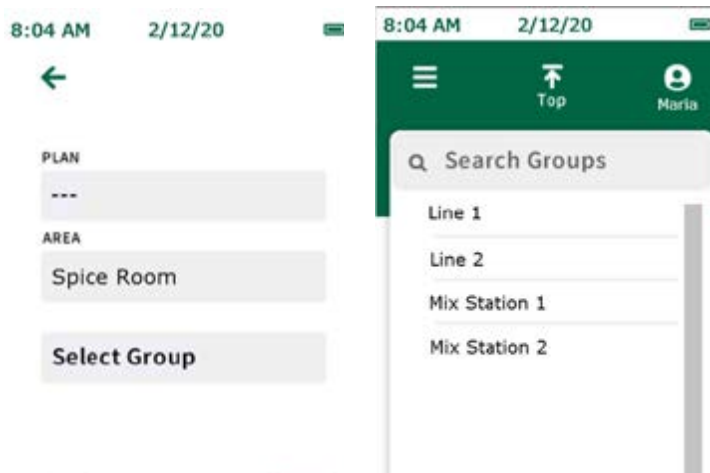 8:04 AM 2/12/20
PLAN
---
AREA
Spice Room
Select Group
8:04 AM 2/12/20
Top
Maria
Search Groups
Line 1
Line 2
Mix Station 1
Mix Station 2